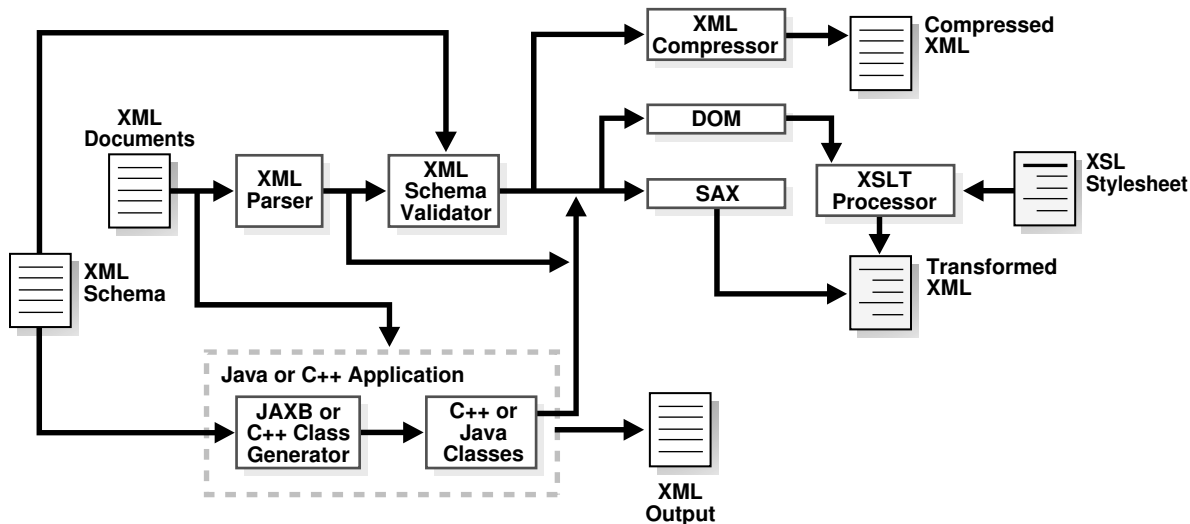 XML
Compressor
Compressed
XML
XML
Documents
DOM
XML
Parser
XML
Schema
Validator
SAX
XSLT
Processor
XSL
Stylesheet
XML
Schema
Transformed
XML
Java or C++ Application
JAXB or
C++ Class
Generator
C++ or
Java
Classes
XML
Output